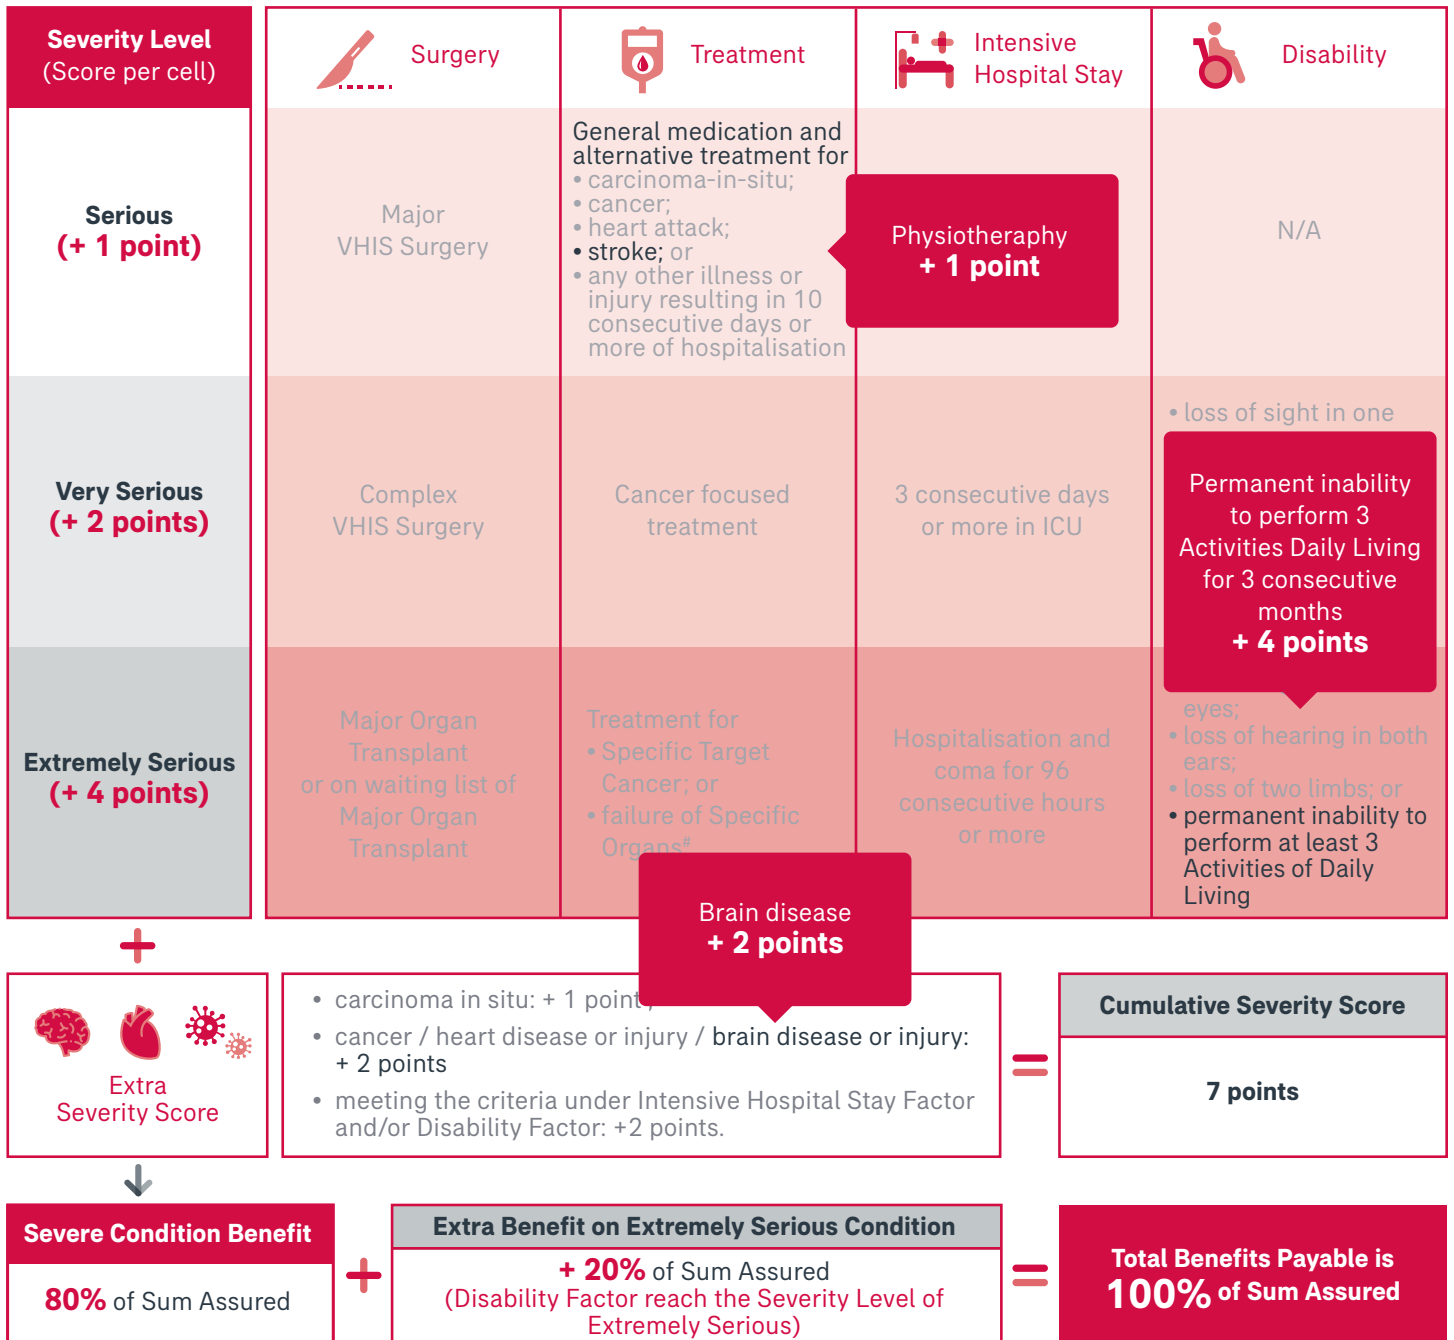 Severity Level
(Score per cell)
Surgery
Treatment
Intensive
Hospital Stay
Disability
Serious
(+ 1 point)
Major
VHIS Surgery
General medication and
alternative treatment for
• carcinoma-in-situ;
• cancer;
• heart attack;
• stroke; or
• any other illness or
injury resulting in 10
consecutive days or
more of hospitalisation
Physiotheraphy
+ 1 point
N/A
Very Serious
(+ 2 points)
Complex
VHIS Surgery
Cancer focused
treatment
3 consecutive days
or more in ICU
• loss of sight in one
Permanent inability
to perform 3
Activities Daily Living
for 3 consecutive
months
+ 4 points
Extremely Serious
(+ 4 points)
Major Organ
Transplant
or on waiting list of
Major Organ
Transplant
Treatment for
• Specific Target
Cancer; or
• failure of Specific
Organs#
Hospitalisation and
coma for 96
consecutive hours
or more
eyes;
• loss of hearing in both
ears;
• loss of two limbs; or
• permanent inability to
perform at least 3
Activities of Daily
Living
Brain disease
+ 2 points
+
Extra
Severity Score
• carcinoma in situ: + 1 point
• cancer / heart disease or injury / brain disease or injury:
+ 2 points
• meeting the criteria under Intensive Hospital Stay Factor
and/or Disability Factor: +2 points.
=
Cumulative Severity Score
7 points
Severe Condition Benefit
80% of Sum Assured
+
Extra Benefit on Extremely Serious Condition
+ 20% of Sum Assured
(Disability Factor reach the Severity Level of
Extremely Serious)
=
Total Benefits Payable is
100% of Sum Assured